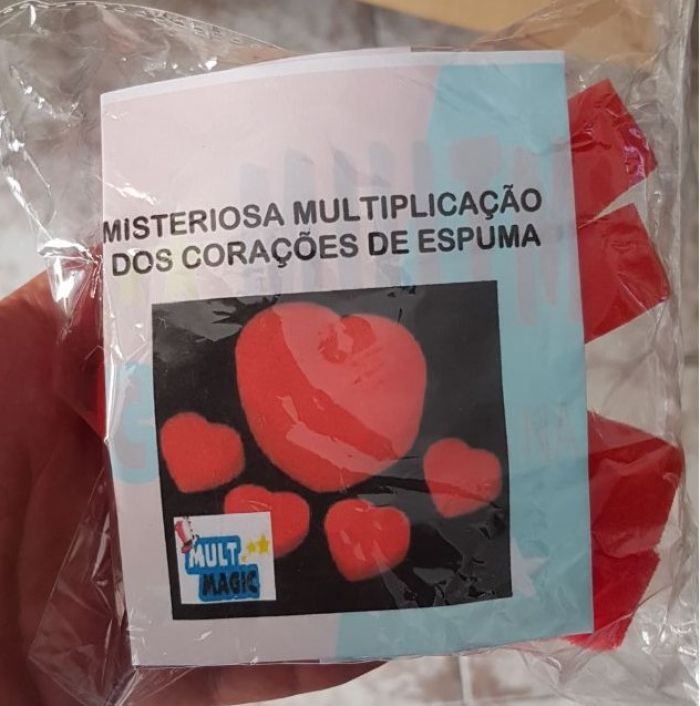 MISTERIOSA MULTIPLICAÇÃO
DOS CORAÇÕES DE ESPUMA
MULT
MAGIC